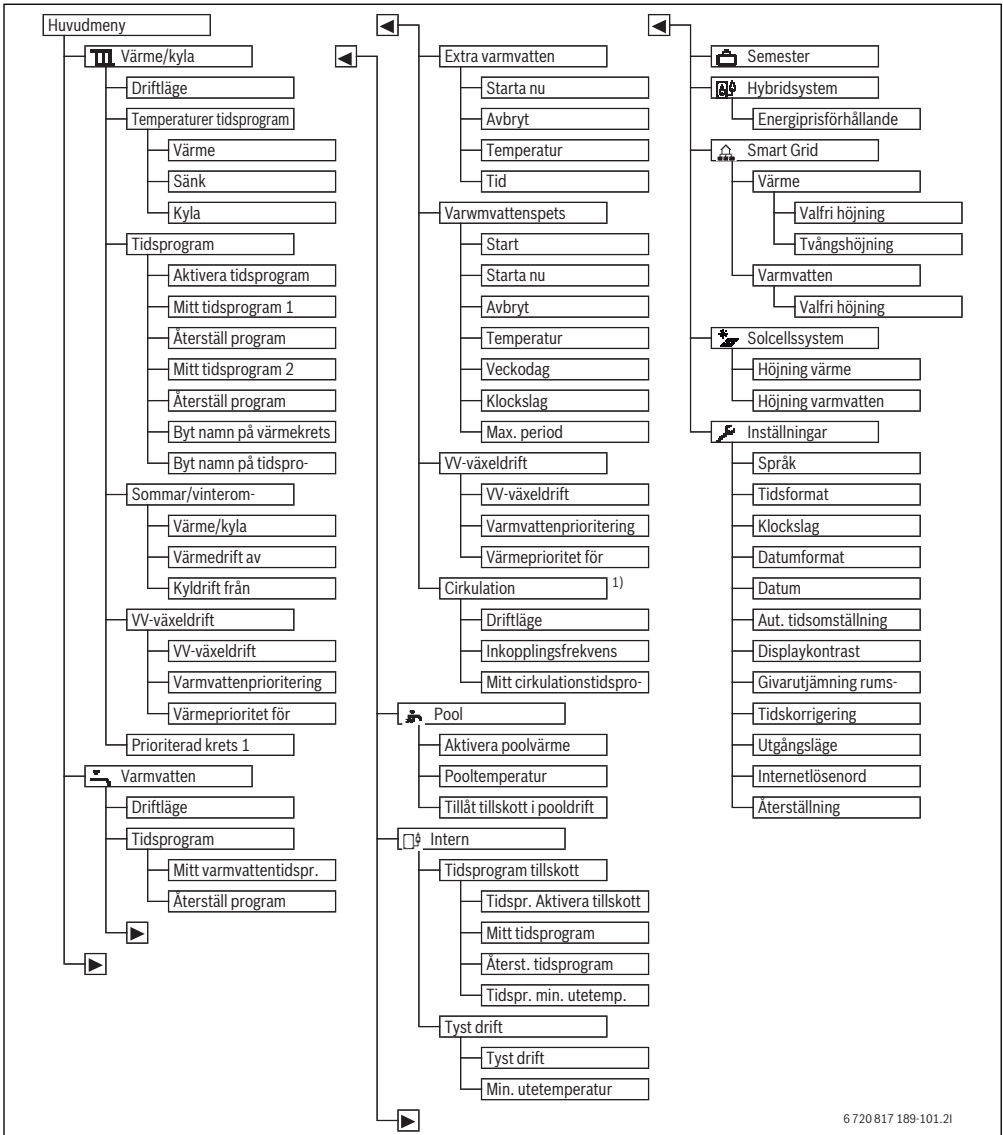 Huvudmeny
Värme/kyla
Driftläge
Temperaturer tidsprogram
Värme
Sänk
Kyla
Tidsprogram
Aktivera tidsprogram
Mitt tidsprogram 1
Återställ program
Mitt tidsprogram 2
Återställ program
Byt namn på värmekrets
Byt namn på tidspro-
Sommar/vinterom-
Värme/kyla
Värmedrift av
Kyldrift från
VV-växeldrift
VV-växeldrift
Varmvattenprioritering
Värmeprioritet för
Prioriterad krets 1
Varmvatten
Driftläge
Tidsprogram
Mitt varmvattentidspr.
Återställ program
Extra varmvatten
Starta nu
Avbryt
Temperatur
Tid
Varwmvattenspets
Start
Starta nu
Avbryt
Temperatur
Veckodag
Klockslag
Max. period
VV-växeldrift
VV-växeldrift
Varmvattenprioritering
Värmeprioritet för
Cirkulation 1)
Driftläge
Inkopplingsfrekvens
Mitt cirkulationstidspro-
Pool
Aktivera poolvärme
Pooltemperatur
Tillåt tillskott i pooldrift
Intern
Tidsprogram tillskott
Tidspr. Aktivera tillskott
Mitt tidsprogram
Återst. tidsprogram
Tidspr. min. utetemp.
Tyst drift
Tyst drift
Min. utetemperatur
Semester
Hybridsystem
Energiprisförhållande
Smart Grid
Värme
Valfri höjning
Tvångshöjning
Varmvatten
Valfri höjning
Solcellssystem
Höjning värme
Höjning varmvatten
Inställningar
Språk
Tidsformat
Klockslag
Datumformat
Datum
Aut. tidsomställning
Displaykontrast
Givarutjämning rums-
Tidskorrigering
Utgångsläge
Internetlösenord
Återställning
6 720 817 189-101.2I